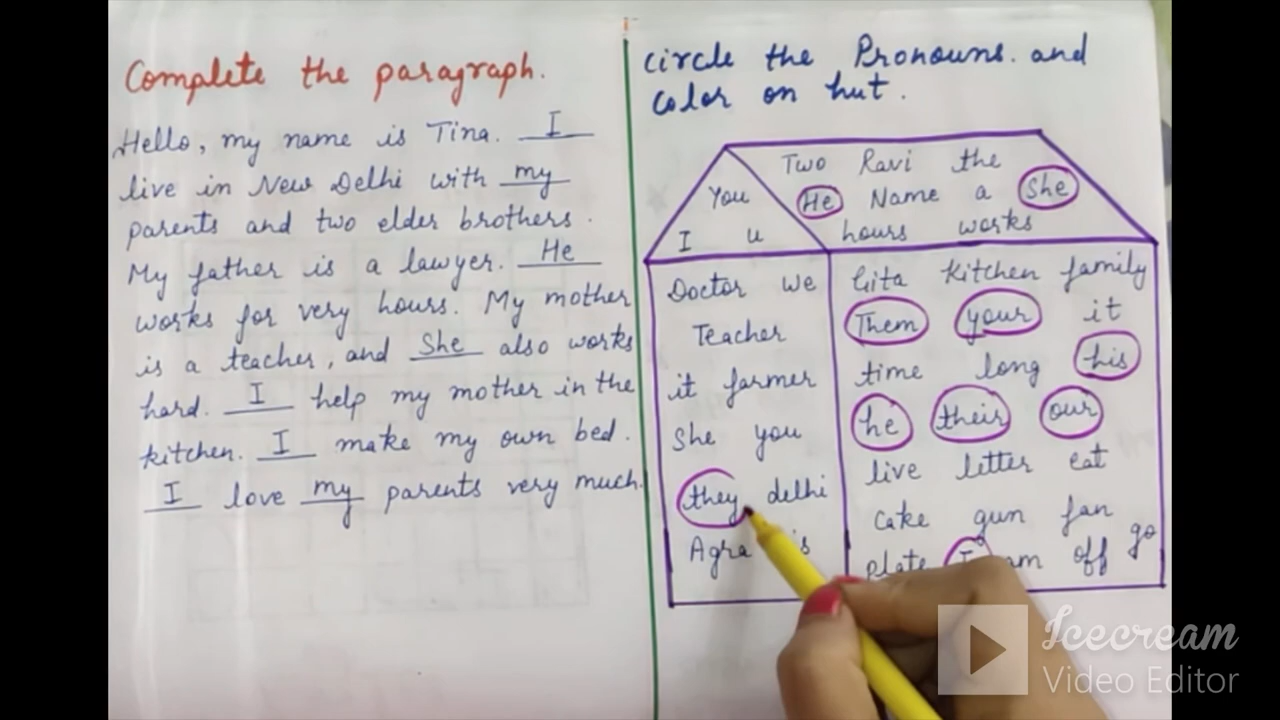 Complete the paragraph.
Hello, my name is Tina. I
live in New Delhi with my
parents and two elder brothers.
My father is a lawyer. He
works for very hours. My mother
is a teacher, and She also works
hard. I help my mother in the
kitchen. I make my own bed.
I love my parents very much.
circle the Pronouns. and
color on hut.
Two Ravi the
You He Name a She
I u hours works
Doctor we
Teacher
it farmer
She you
they delhi
Agra is
Gita Kitchen family
Them your it
time long his
he their our
live letter eat
cake gun fan
plate I am off go
Icecream
Video Editor